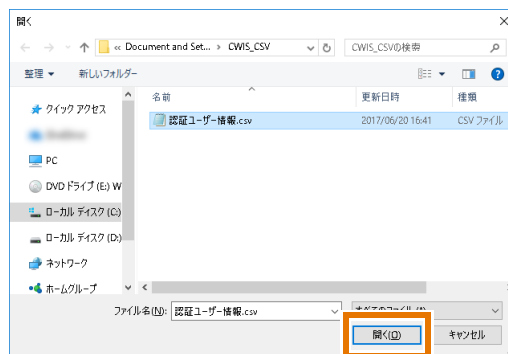 開く
« Document and Set... › CWIS_CSV
CWIS_CSVの検索
整理 新しいフォルダー
名前 更新日時 種類
認証ユーザー情報.csv 2017/06/20 16:41 CSV ファイル
クイック アクセス
PC
DVD ドライブ (E:) W
ローカル ディスク (C:)
ローカル ディスク (D:)
ネットワーク
ホームグループ
ファイル名(N): 認証ユーザー情報.csv
開く(O) キャンセル